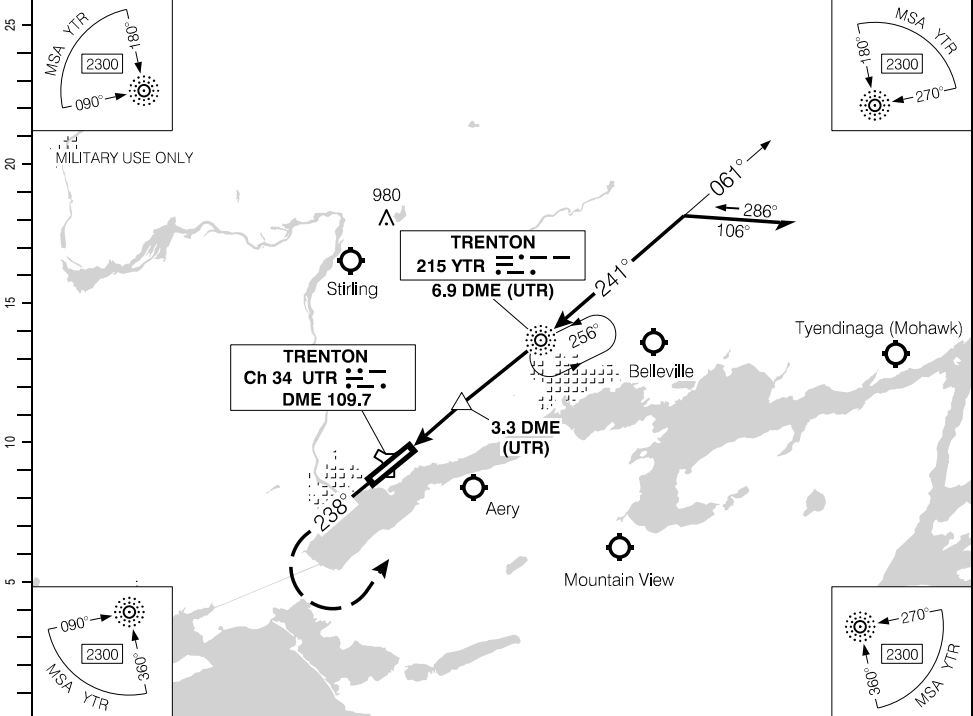 25
20
15
10
5
MSA YTR
180°
2300
090°
MSA YTR
180°
2300
270°
MILITARY USE ONLY
980
061°
286°
106°
TRENTON
215 YTR
6.9 DME (UTR)
241°
Stirling
256°
Tyendinaga (Mohawk)
Belleville
TRENTON
Ch 34 UTR
DME 109.7
3.3 DME
(UTR)
238°
Aery
Mountain View
090°
2300
360°
MSA YTR
270°
2300
360°
MSA YTR